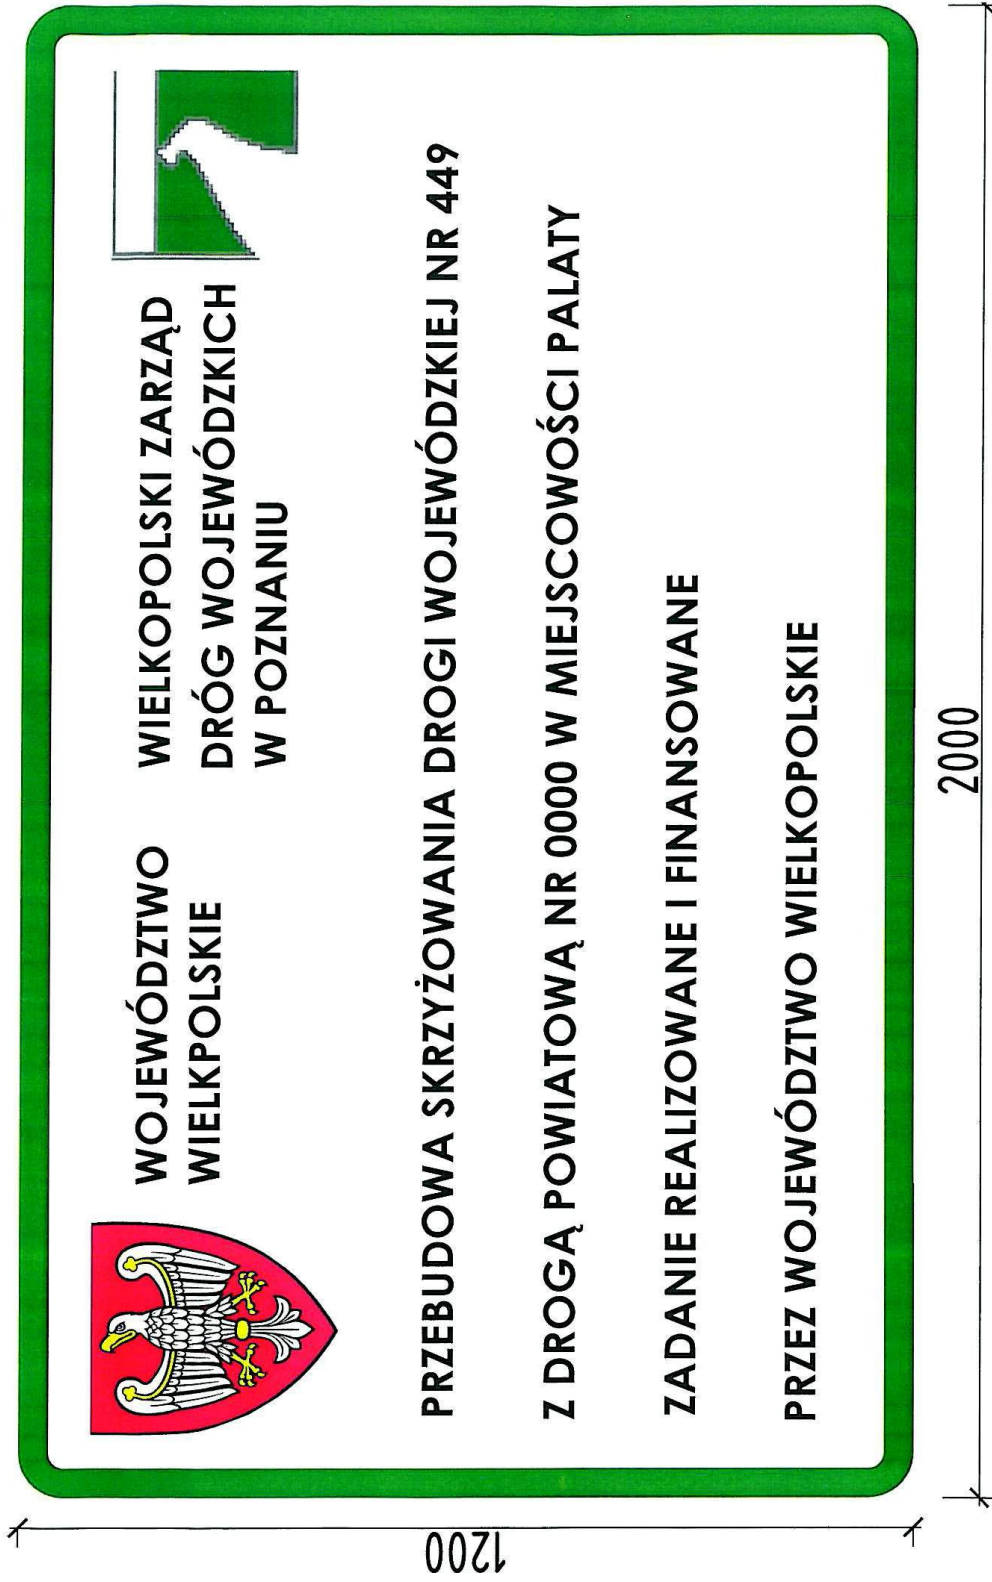 WOJEWÓDZTWO
WIELKPOLSKIE
WIELKOPOLSKI ZARZĄD
DRÓG WOJEWÓDZKICH
W POZNANIU
PRZEBUDOWA SKRZYŻOWANIA DROGI WOJEWÓDZKIEJ NR 449
Z DROGĄ POWIATOWĄ NR 0000 W MIEJSCOWOŚCI PALATY
ZADANIE REALIZOWANE I FINANSOWANE
PRZEZ WOJEWÓDZTWO WIELKOPOLSKIE
1200
2000